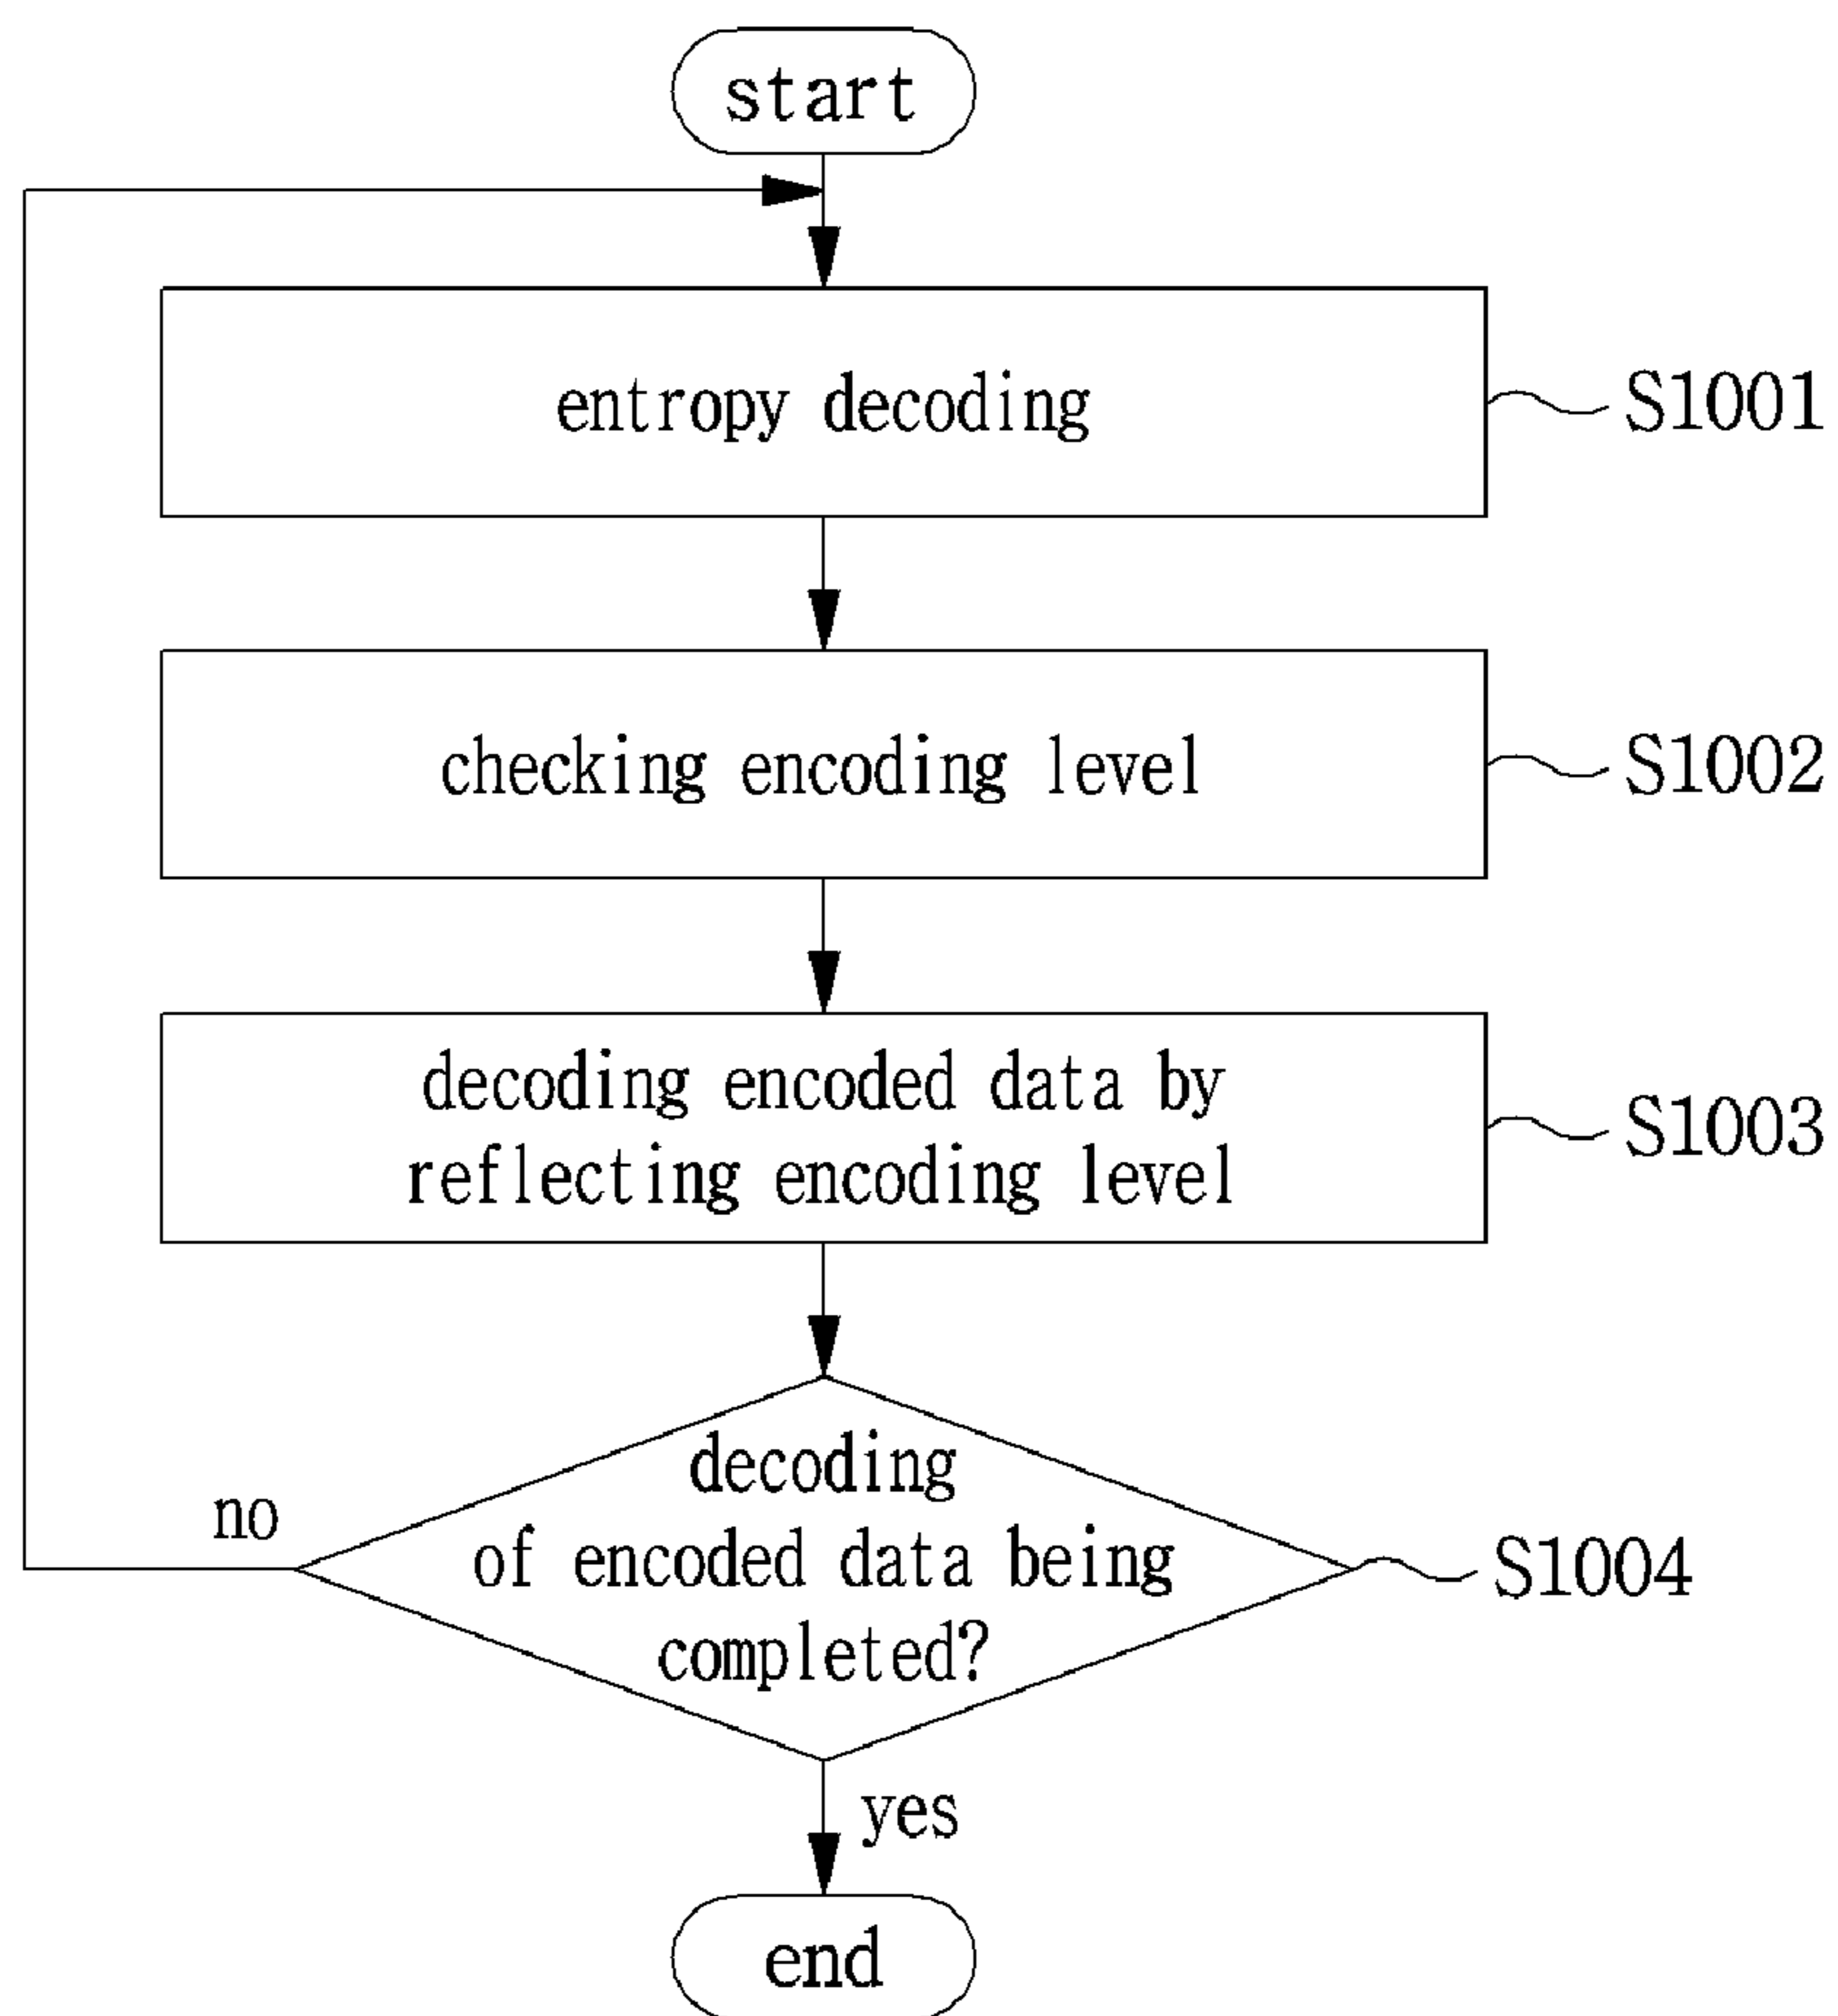 start
entropy decoding
S1001
checking encoding level
S1002
decoding encoded data by
reflecting encoding level
S1003
decoding
of encoded data being
completed?
no
S1004
yes
end